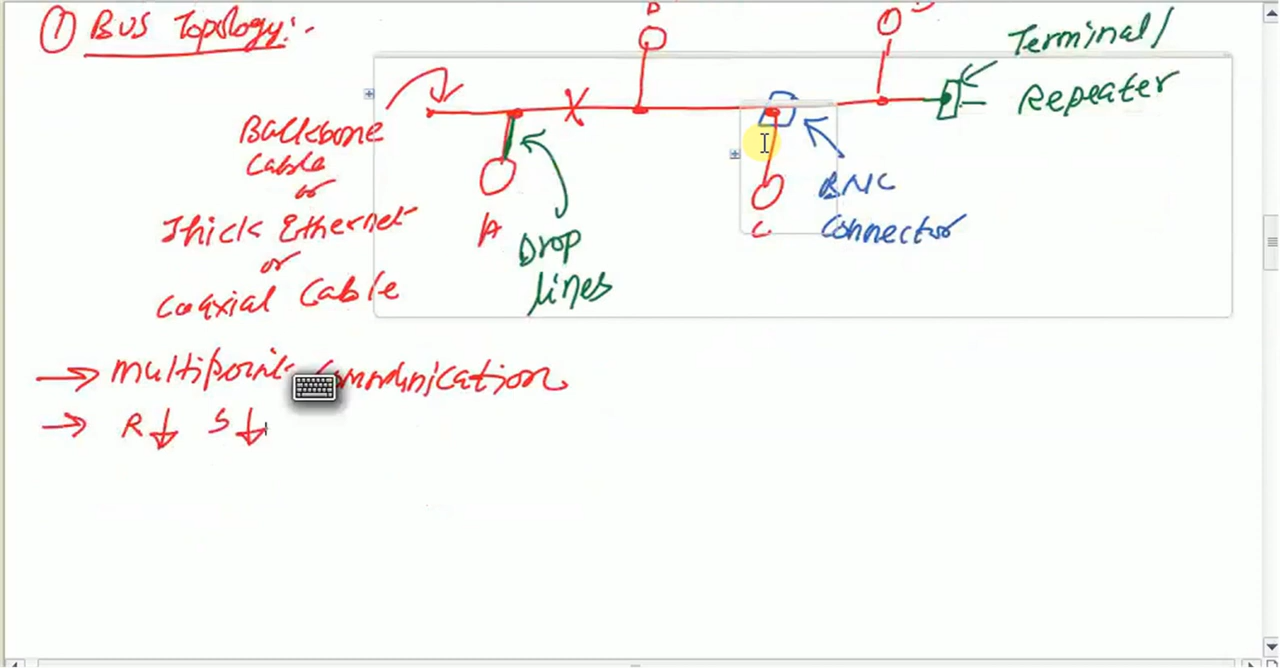 ① BUS Topology:-
B
Terminal/
Repeater
X
Backbone
Cable
or
Thick Ethernet
or
Coaxial Cable
A
Drop
lines
C
BNC
Connector
→ Multipoint Communication
→ R↓ S↓